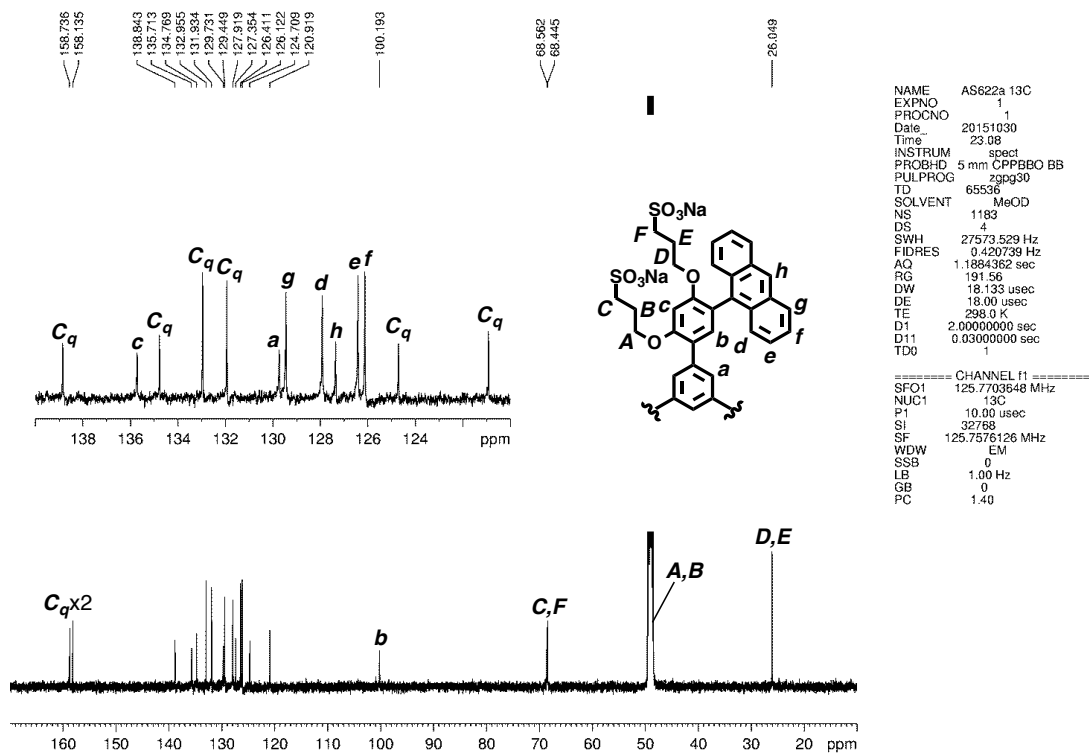 158.736
158.135
138.843
135.713
134.769
132.955
131.934
129.731
129.449
127.919
127.354
126.411
126.122
124.709
120.919
100.193
68.562
68.445
26.049
NAME AS622a 13C
EXPNO 1
PROCNO 1
Date_ 20151030
Time 23.08
INSTRUM spect
PROBHD 5 mm CPPBBO BB
PULPROG zgpg30
TD 65536
SOLVENT MeOD
NS 1183
DS 4
SWH 27573.529 Hz
FIDRES 0.420739 Hz
AQ 1.1884362 sec
RG 191.56
DW 18.133 usec
DE 18.00 usec
TE 298.0 K
D1 2.00000000 sec
D11 0.03000000 sec
TD0 1
======== CHANNEL f1 ========
SFO1 125.7703648 MHz
NUC1 13C
P1 10.00 usec
SI 32768
SF 125.7576126 MHz
WDW EM
SSB 0
LB 1.00 Hz
GB 0
PC 1.40
Cq c Cq Cq Cq a g d h e f Cq Cq
138 136 134 132 130 128 126 124 ppm
SO3Na
F E
D
SO3Na
C B
A O
O
c
b
a
d
e
f
g
h
Cqx2
b
C,F
A,B
D,E
160 150 140 130 120 110 100 90 80 70 60 50 40 30 20 ppm